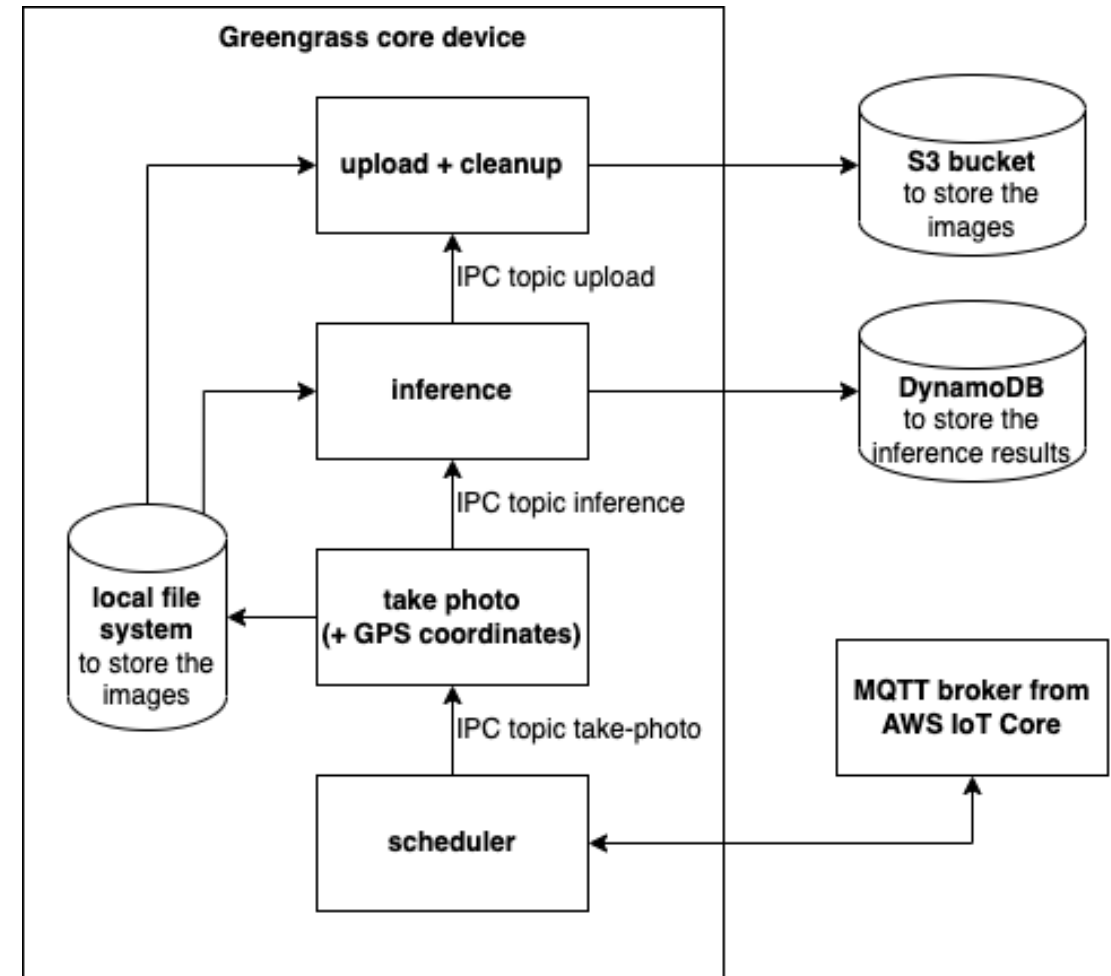 Greengrass core device
upload + cleanup
S3 bucket
to store the
images
IPC topic upload
inference
DynamoDB
to store the
inference results
IPC topic inference
local file
system
to store the
images
take photo
(+ GPS coordinates)
MQTT broker from
AWS IoT Core
IPC topic take-photo
scheduler